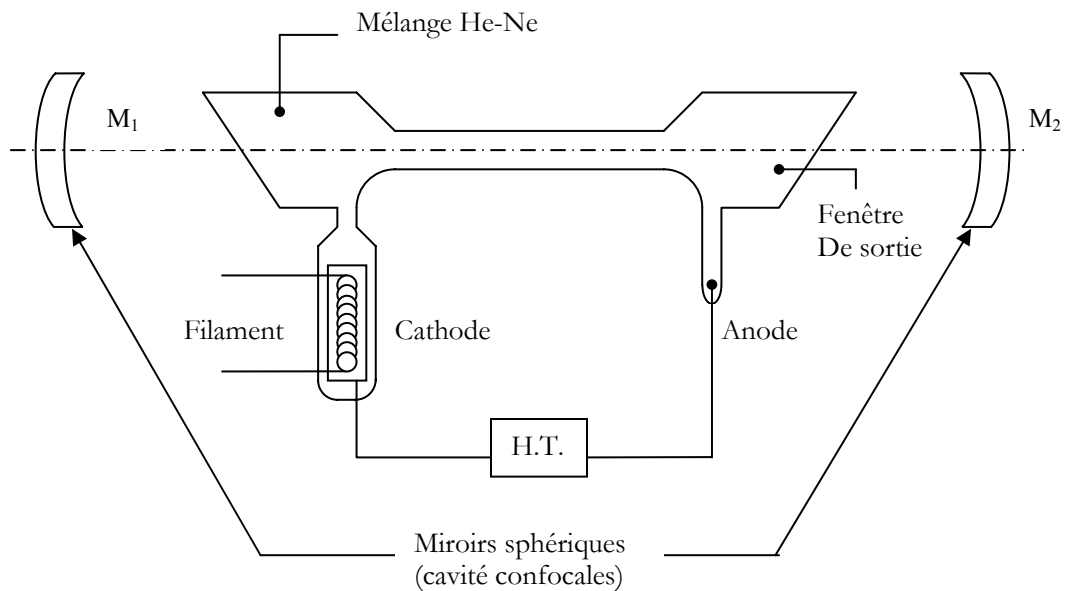 Mélange He-Ne
M₁
M₂
Fenêtre
De sortie
Filament
Cathode
Anode
H.T.
Miroirs sphériques
(cavité confocales)